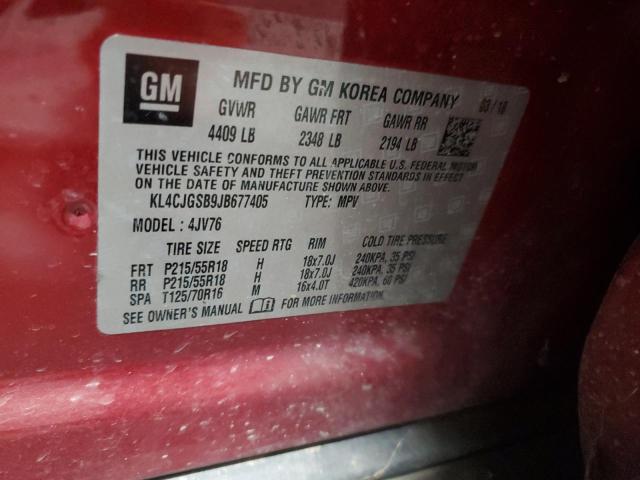 GM
MFD BY GM KOREA COMPANY 03/18
GVWR GAWR FRT GAWR RR
4409 LB 2348 LB 2194 LB
THIS VEHICLE CONFORMS TO ALL APPLICABLE U.S. FEDERAL MOTOR
VEHICLE SAFETY AND THEFT PREVENTION STANDARDS IN EFFECT
ON THE DATE OF MANUFACTURE SHOWN ABOVE.
KL4CJGSB9JB677405 TYPE: MPV
MODEL : 4JV76
TIRE SIZE SPEED RTG RIM COLD TIRE PRESSURE
FRT P215/55R18 H 18x7.0J 240KPA, 35 PSI
RR P215/55R18 H 18x7.0J 240KPA, 35 PSI
SPA T125/70R16 M 16x4.0T 420KPA, 60 PSI
SEE OWNER'S MANUAL FOR MORE INFORMATION.